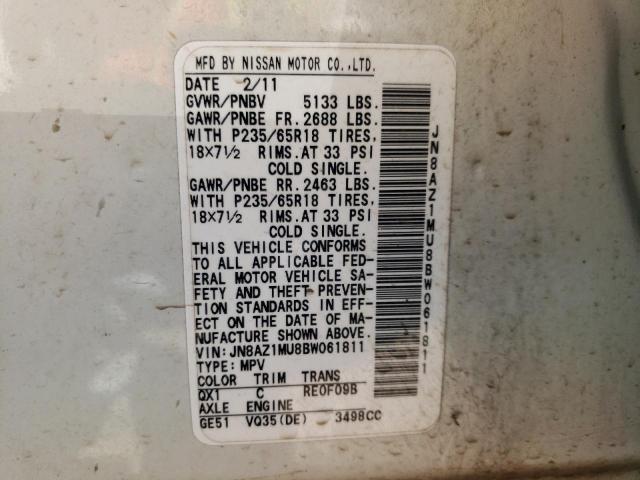 MFD BY NISSAN MOTOR CO.,LTD.
DATE 2/11
GVWR/PNBV 5133 LBS.
GAWR/PNBE FR. 2688 LBS.
WITH P235/65R18 TIRES,
18×7½ RIMS.AT 33 PSI
COLD SINGLE.
GAWR/PNBE RR. 2463 LBS.
WITH P235/65R18 TIRES,
18×7½ RIMS.AT 33 PSI
COLD SINGLE.
THIS VEHICLE CONFORMS
TO ALL APPLICABLE FED-
ERAL MOTOR VEHICLE SA-
FETY AND THEFT PREVEN-
TION STANDARDS IN EFF-
ECT ON THE DATE OF MA-
NUFACTURE SHOWN ABOVE.
VIN:JN8AZ1MU8BW061811
TYPE:MPV
COLOR TRIM TRANS
QX1 C RE0F09B
AXLE ENGINE
GE51 VQ35(DE) 3498CC
JN8AZ1MU8BW061811